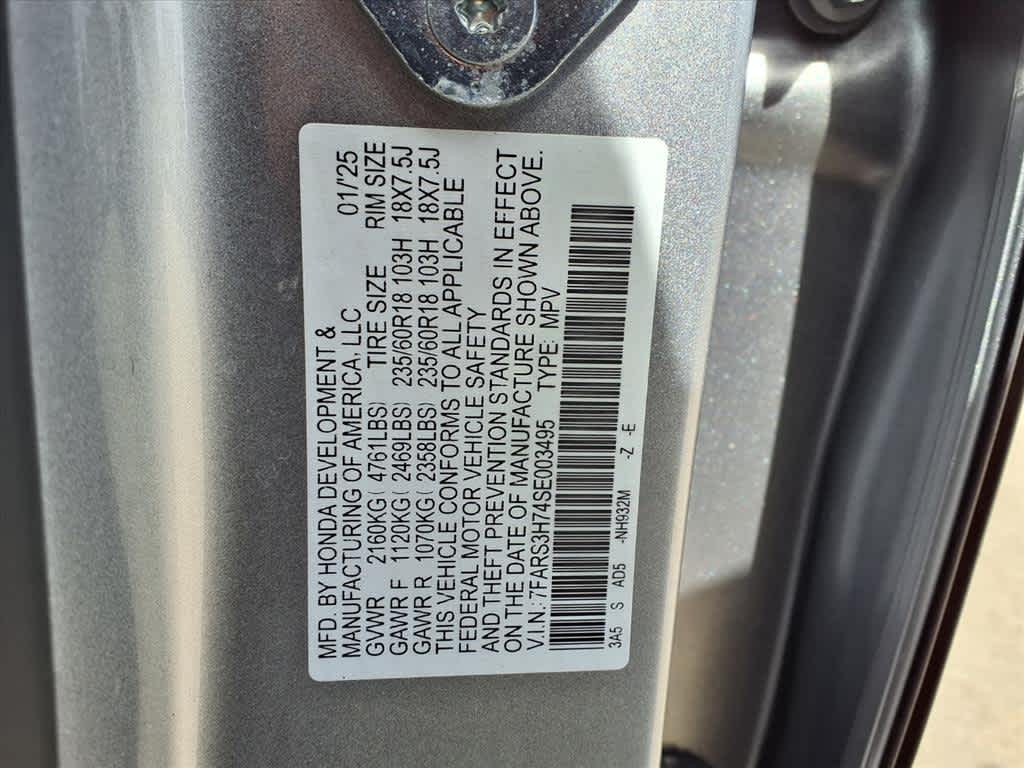 MFD. BY HONDA DEVELOPMENT &
MANUFACTURING OF AMERICA, LLC 01/'25
GVWR 2160KG( 4761LBS) TIRE SIZE RIM SIZE
GAWR F 1120KG( 2469LBS) 235/60R18 103H 18X7.5J
GAWR R 1070KG( 2358LBS) 235/60R18 103H 18X7.5J
THIS VEHICLE CONFORMS TO ALL APPLICABLE
FEDERAL MOTOR VEHICLE SAFETY
AND THEFT PREVENTION STANDARDS IN EFFECT
ON THE DATE OF MANUFACTURE SHOWN ABOVE.
V.I.N.: 7FARS3H74SE003495 TYPE: MPV
3A5 S AD5 -NH932M -Z -E